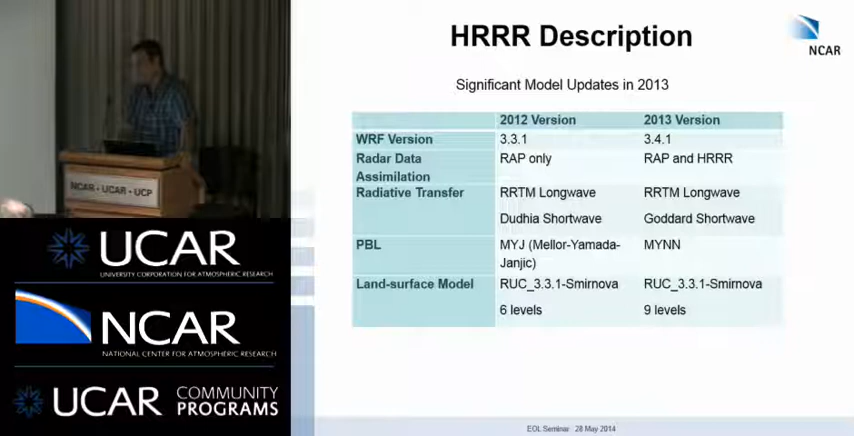 HRRR Description
NCAR
Significant Model Updates in 2013
2012 Version 2013 Version
WRF Version 3.3.1 3.4.1
Radar Data Assimilation RAP only RAP and HRRR
Radiative Transfer RRTM Longwave RRTM Longwave
Dudhia Shortwave Goddard Shortwave
PBL MYJ (Mellor-Yamada-Janjic) MYNN
Land-surface Model RUC_3.3.1-Smirnova RUC_3.3.1-Smirnova
6 levels 9 levels
EOL Seminar 28 May 2014
NCAR - UCAR - UCP
UCAR
UNIVERSITY CORPORATION FOR ATMOSPHERIC RESEARCH
NCAR
NATIONAL CENTER FOR ATMOSPHERIC RESEARCH
UCAR COMMUNITY PROGRAMS